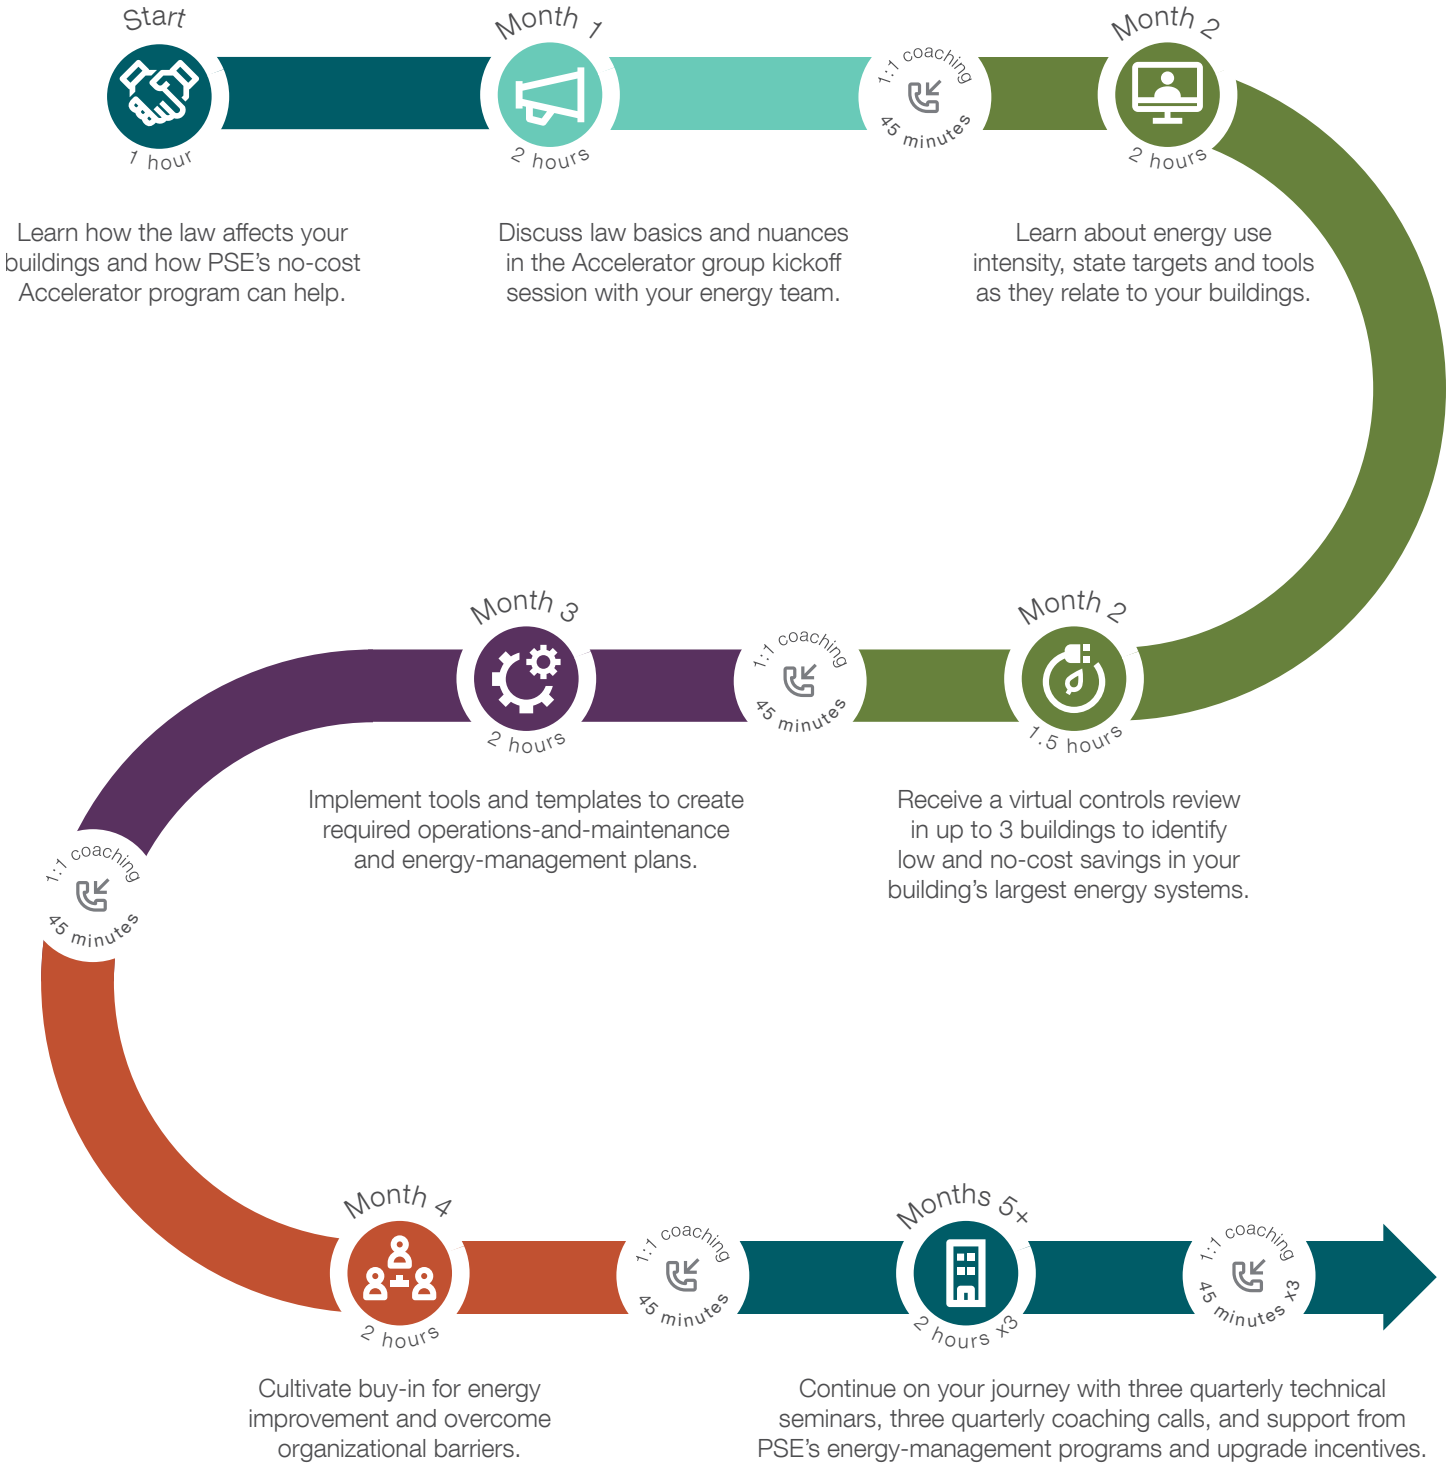 Start
1 hour
Learn how the law affects your
buildings and how PSE's no-cost
Accelerator program can help.
Month 1
2 hours
Discuss law basics and nuances
in the Accelerator group kickoff
session with your energy team.
1:1 coaching
45 minutes
Month 2
2 hours
Learn about energy use
intensity, state targets and tools
as they relate to your buildings.
Month 2
1.5 hours
Receive a virtual controls review
in up to 3 buildings to identify
low and no-cost savings in your
building's largest energy systems.
1:1 coaching
45 minutes
Month 3
2 hours
Implement tools and templates to create
required operations-and-maintenance
and energy-management plans.
1:1 coaching
45 minutes
Month 4
2 hours
Cultivate buy-in for energy
improvement and overcome
organizational barriers.
1:1 coaching
45 minutes
Months 5+
2 hours x3
Continue on your journey with three quarterly technical
seminars, three quarterly coaching calls, and support from
PSE's energy-management programs and upgrade incentives.
1:1 coaching
45 minutes x3